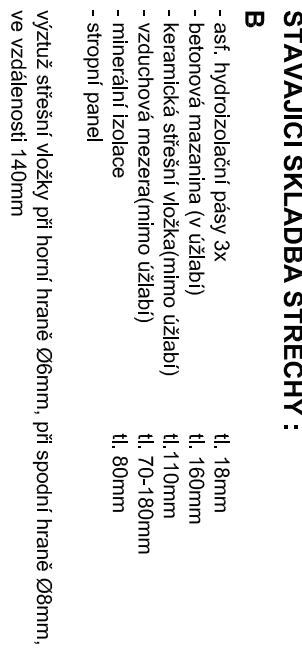 STÁVAJÍCÍ SKLADBA STŘECHY :
B
- asf. hydroizolační pásy 3x tl. 18mm
- betonová mazanina (v úžlabí) tl. 160mm
- keramická střešní vložka(mimo úžlabí) tl.110mm
- vzduchová mezera(mimo úžlabí) tl. 70-180mm
- minerální izolace tl. 80mm
- stropní panel
výztuž střešní vložky při horní hraně Ø6mm, při spodní hraně Ø8mm,
ve vzdálenosti 140mm